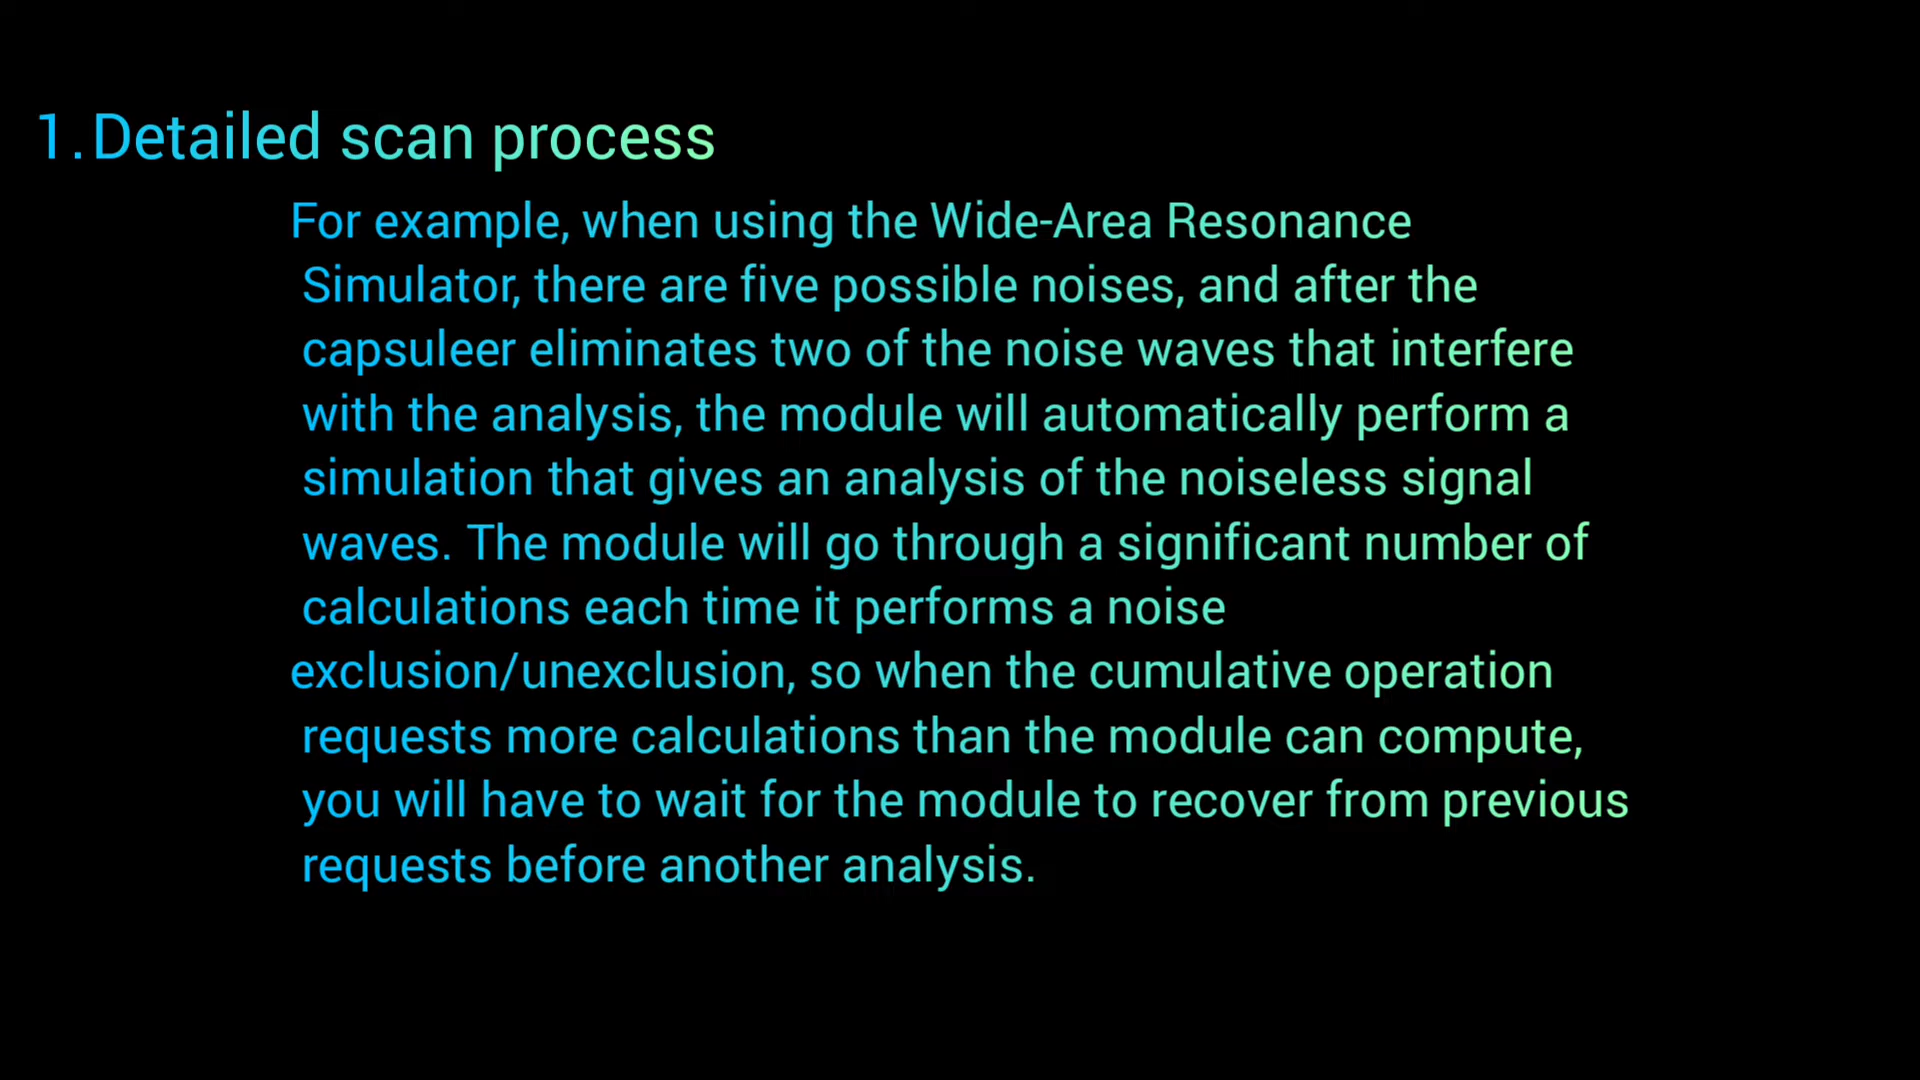 1. Detailed scan process
For example, when using the Wide-Area Resonance
Simulator, there are five possible noises, and after the
capsuleer eliminates two of the noise waves that interfere
with the analysis, the module will automatically perform a
simulation that gives an analysis of the noiseless signal
waves. The module will go through a significant number of
calculations each time it performs a noise
exclusion/unexclusion, so when the cumulative operation
requests more calculations than the module can compute,
you will have to wait for the module to recover from previous
requests before another analysis.